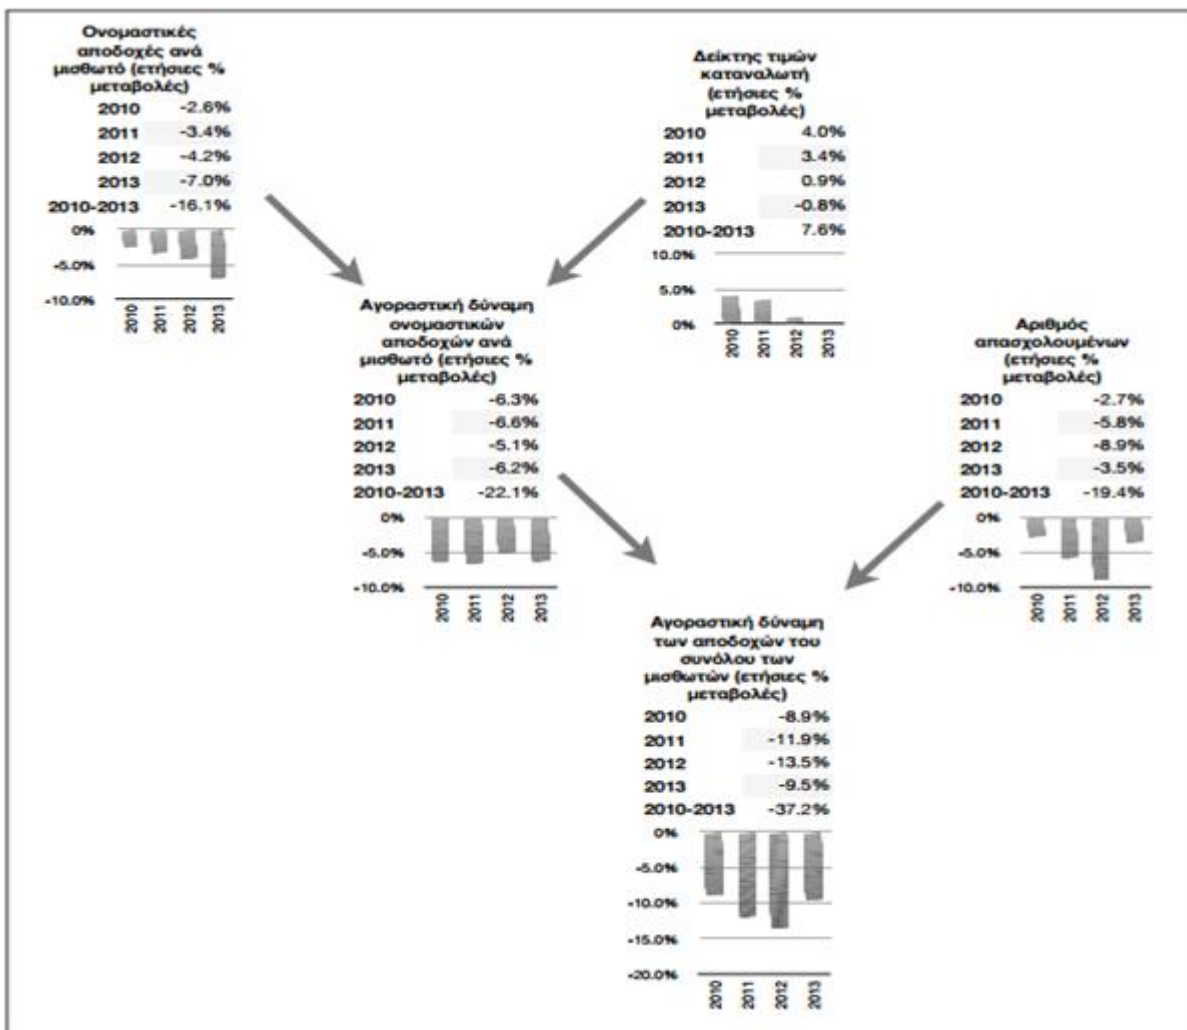 Ονομαστικές
αποδοχές ανά
μισθωτό (ετήσιες %
μεταβολές)
2010 -2.6%
2011 -3.4%
2012 -4.2%
2013 -7.0%
2010-2013 -16.1%
0%
-5.0%
-10.0%
2010 2011 2012 2013
Δείκτης τιμών
καταναλωτή
(ετήσιες %
μεταβολές)
2010 4.0%
2011 3.4%
2012 0.9%
2013 -0.8%
2010-2013 7.6%
10.0%
5.0%
0%
2010 2011 2012 2013
Αγοραστική δύναμη
ονομαστικών
αποδοχών ανά
μισθωτό (ετήσιες %
μεταβολές)
2010 -6.3%
2011 -6.6%
2012 -5.1%
2013 -6.2%
2010-2013 -22.1%
0%
-5.0%
-10.0%
2010 2011 2012 2013
Αριθμός
απασχολουμένων
(ετήσιες %
μεταβολές)
2010 -2.7%
2011 -5.8%
2012 -8.9%
2013 -3.5%
2010-2013 -19.4%
0%
-5.0%
-10.0%
2010 2011 2012 2013
Αγοραστική δύναμη
των αποδοχών του
συνόλου των
μισθωτών (ετήσιες %
μεταβολές)
2010 -8.9%
2011 -11.9%
2012 -13.5%
2013 -9.5%
2010-2013 -37.2%
0%
-5.0%
-10.0%
-15.0%
-20.0%
2010 2011 2012 2013